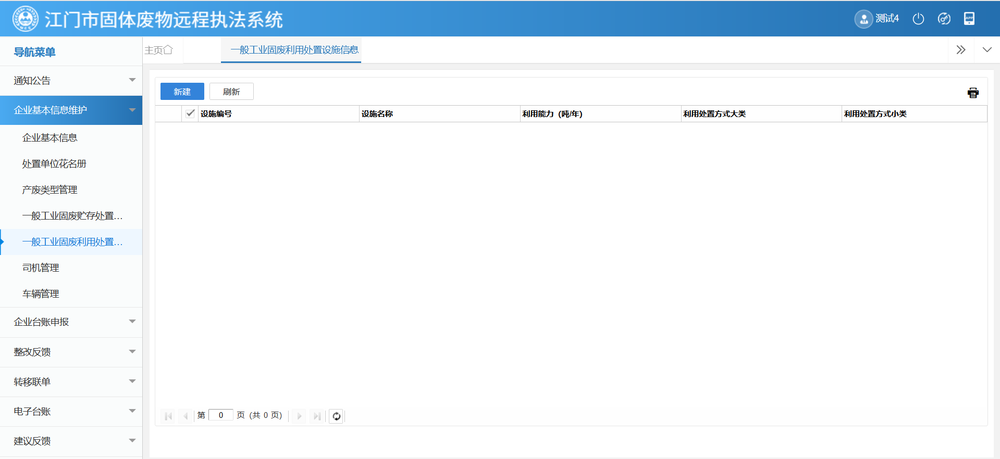 江门市固体废物远程执法系统
测试4
导航菜单
主页
一般工业固废利用处置设施信息
通知公告
企业基本信息维护
企业基本信息
处置单位花名册
产废类型管理
一般工业固废贮存处置...
一般工业固废利用处置...
司机管理
车辆管理
企业台账申报
整改反馈
转移联单
电子台账
建议反馈
新建
刷新
设施编号 设施名称 利用能力（吨/年） 利用处置方式大类 利用处置方式小类
第 0 页 (共 0 页)